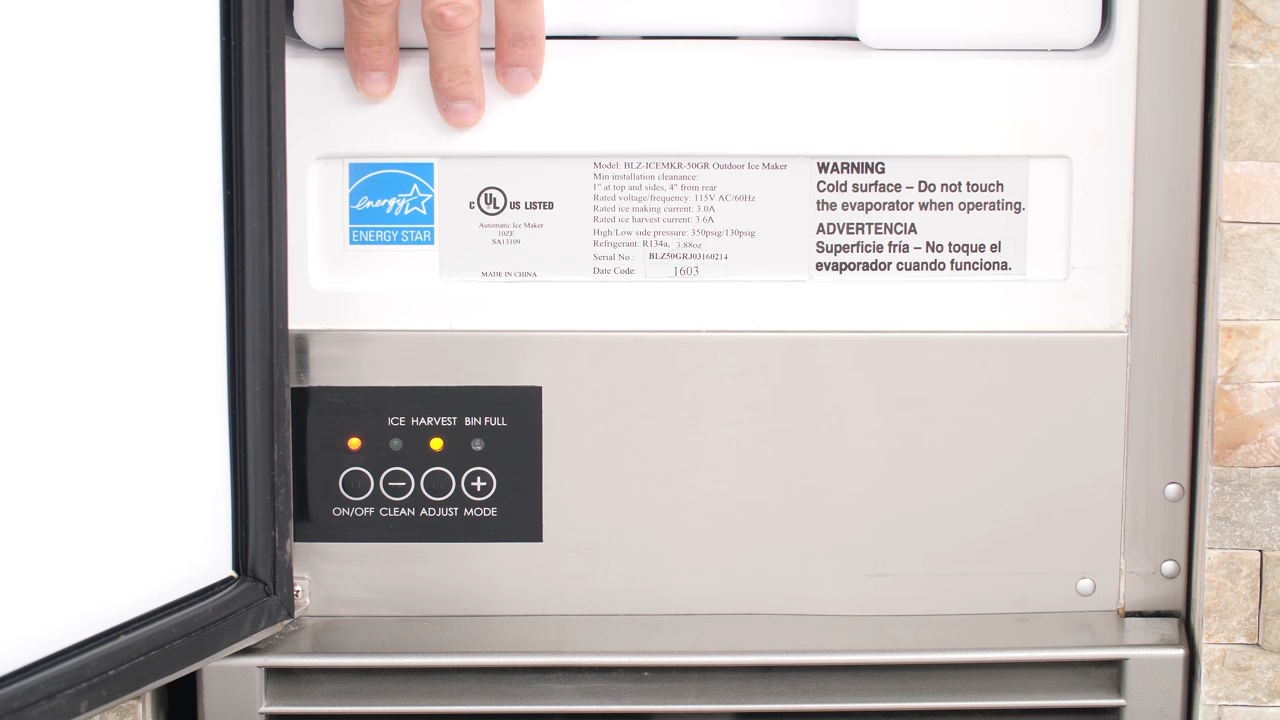 energy
ENERGY STAR
C UL US LISTED
Automatic Ice Maker
10ZE
SA13109
MADE IN CHINA
Model: BLZ-ICEMKR-50GR Outdoor Ice Maker
Min installation clearance:
1" at top and sides, 4" from rear
Rated voltage/frequency: 115V AC/60Hz
Rated ice making current: 3.0A
Rated ice harvest current: 3.6A
High/Low side pressure: 350psig/130psig
Refrigerant: R134a, 3.88oz
Serial No.: BLZ50GRJ03160214
Date Code: 1603
WARNING
Cold surface – Do not touch
the evaporator when operating.
ADVERTENCIA
Superficie fría – No toque el
evaporador cuando funciona.
ICE HARVEST BIN FULL
ON/OFF CLEAN ADJUST MODE